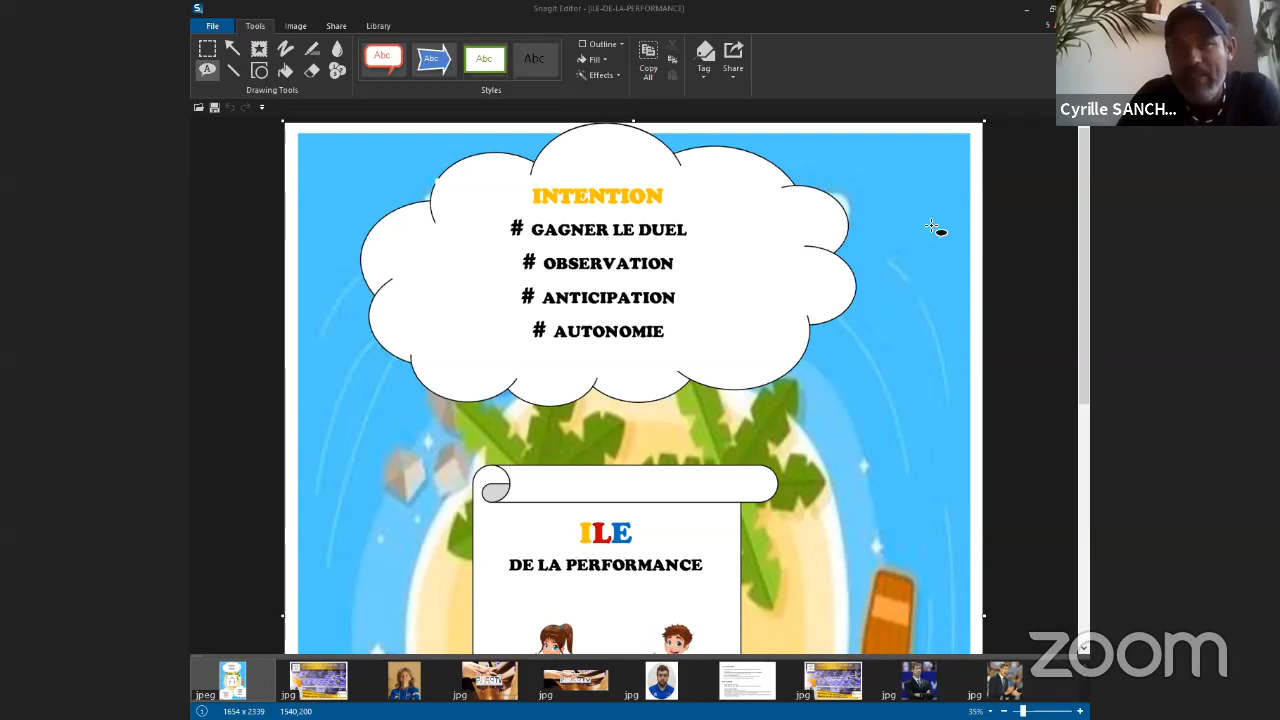 Snagit Editor - [ILE-DE-LA-PERFORMANCE]
File
Tools
Image
Share
Library
Abc
Abc
Abc
Abc
Outline
Fill
Effects
Copy
All
Tag
Share
Drawing Tools
Styles
Cyrille SANCH...
INTENTION
# GAGNER LE DUEL
# OBSERVATION
# ANTICIPATION
# AUTONOMIE
ILE
DE LA PERFORMANCE
zoom
jpg
jpg
jpg
jpg
jpg
jpg
jpg
1654 x 2339
1540,200
35%